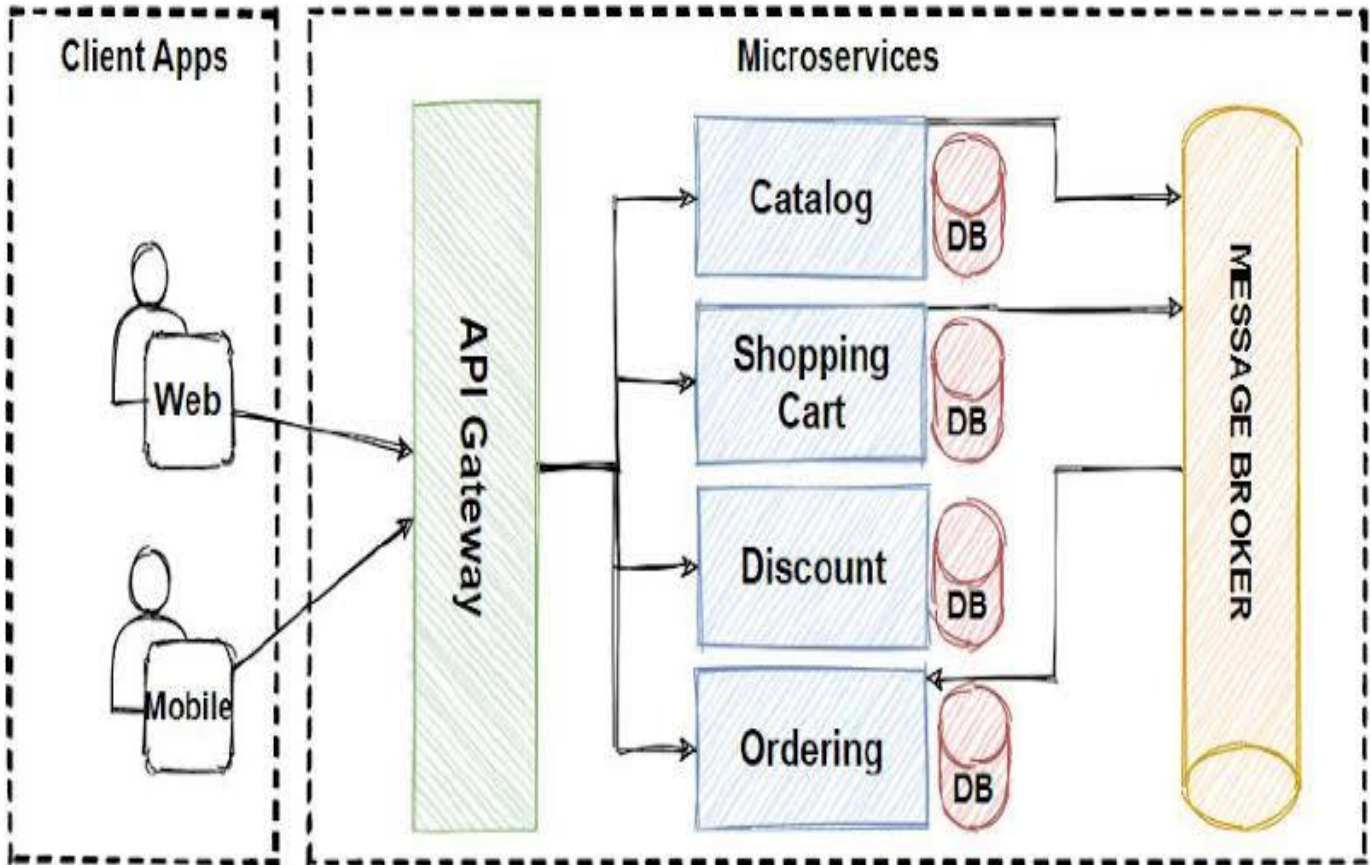 Client Apps
Microservices
Web
Mobile
API Gateway
Catalog
DB
Shopping
Cart
DB
Discount
DB
Ordering
DB
MESSAGE BROKER